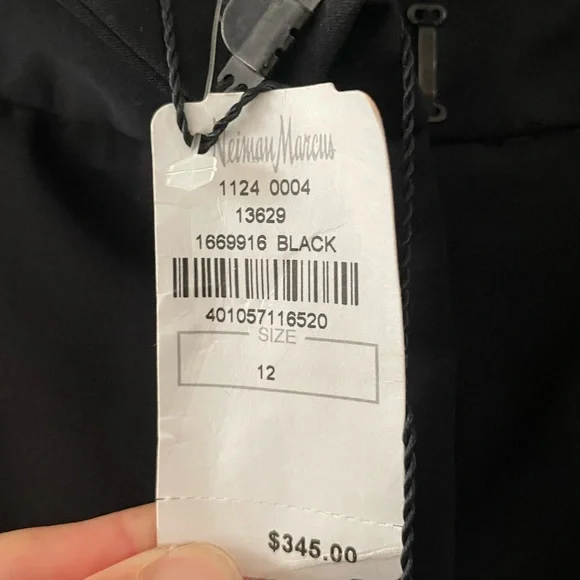 Neiman Marcus
1124 0004
13629
1669916 BLACK
401057116520
SIZE
12
$345.00